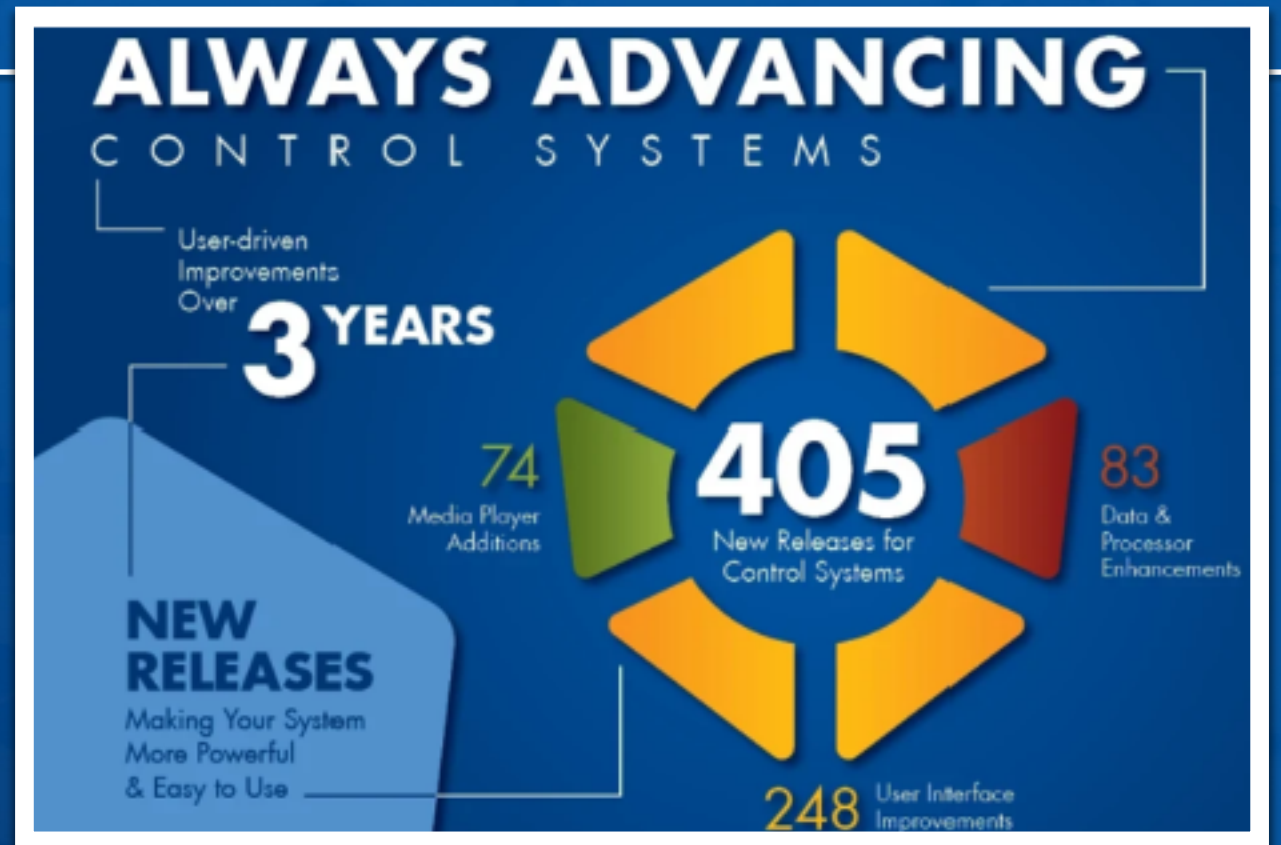 ALWAYS ADVANCING
CONTROL SYSTEMS
User-driven
Improvements
Over
3 YEARS
74
Media Player
Additions
405
New Releases for
Control Systems
83
Data &
Processor
Enhancements
NEW
RELEASES
Making Your System
More Powerful
& Easy to Use
248 User Interface
Improvements